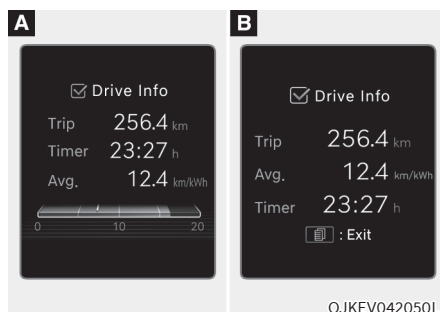 A
Drive Info
Trip 256.4 km
Timer 23:27 h
Avg. 12.4 km/kWh
0 10 20
B
Drive Info
Trip 256.4 km
Avg. 12.4 km/kWh
Timer 23:27 h
: Exit